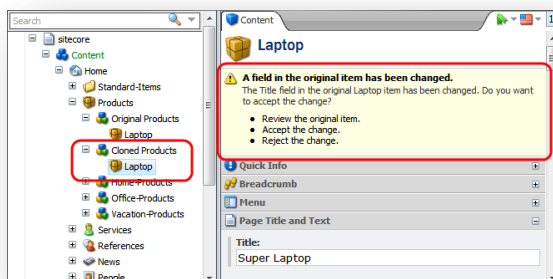 Search
sitecore
Content
Home
Standard-Items
Products
Original Products
Laptop
Cloned Products
Laptop
Home-Products
Office-Products
Vacation-Products
Services
References
News
People
Content
Laptop
A field in the original item has been changed.
The Title field in the original Laptop item has been changed. Do you want
to accept the change?
• Review the original item.
• Accept the change.
• Reject the change.
Quick Info
Breadcrumb
Menu
Page Title and Text
Title:
Super Laptop